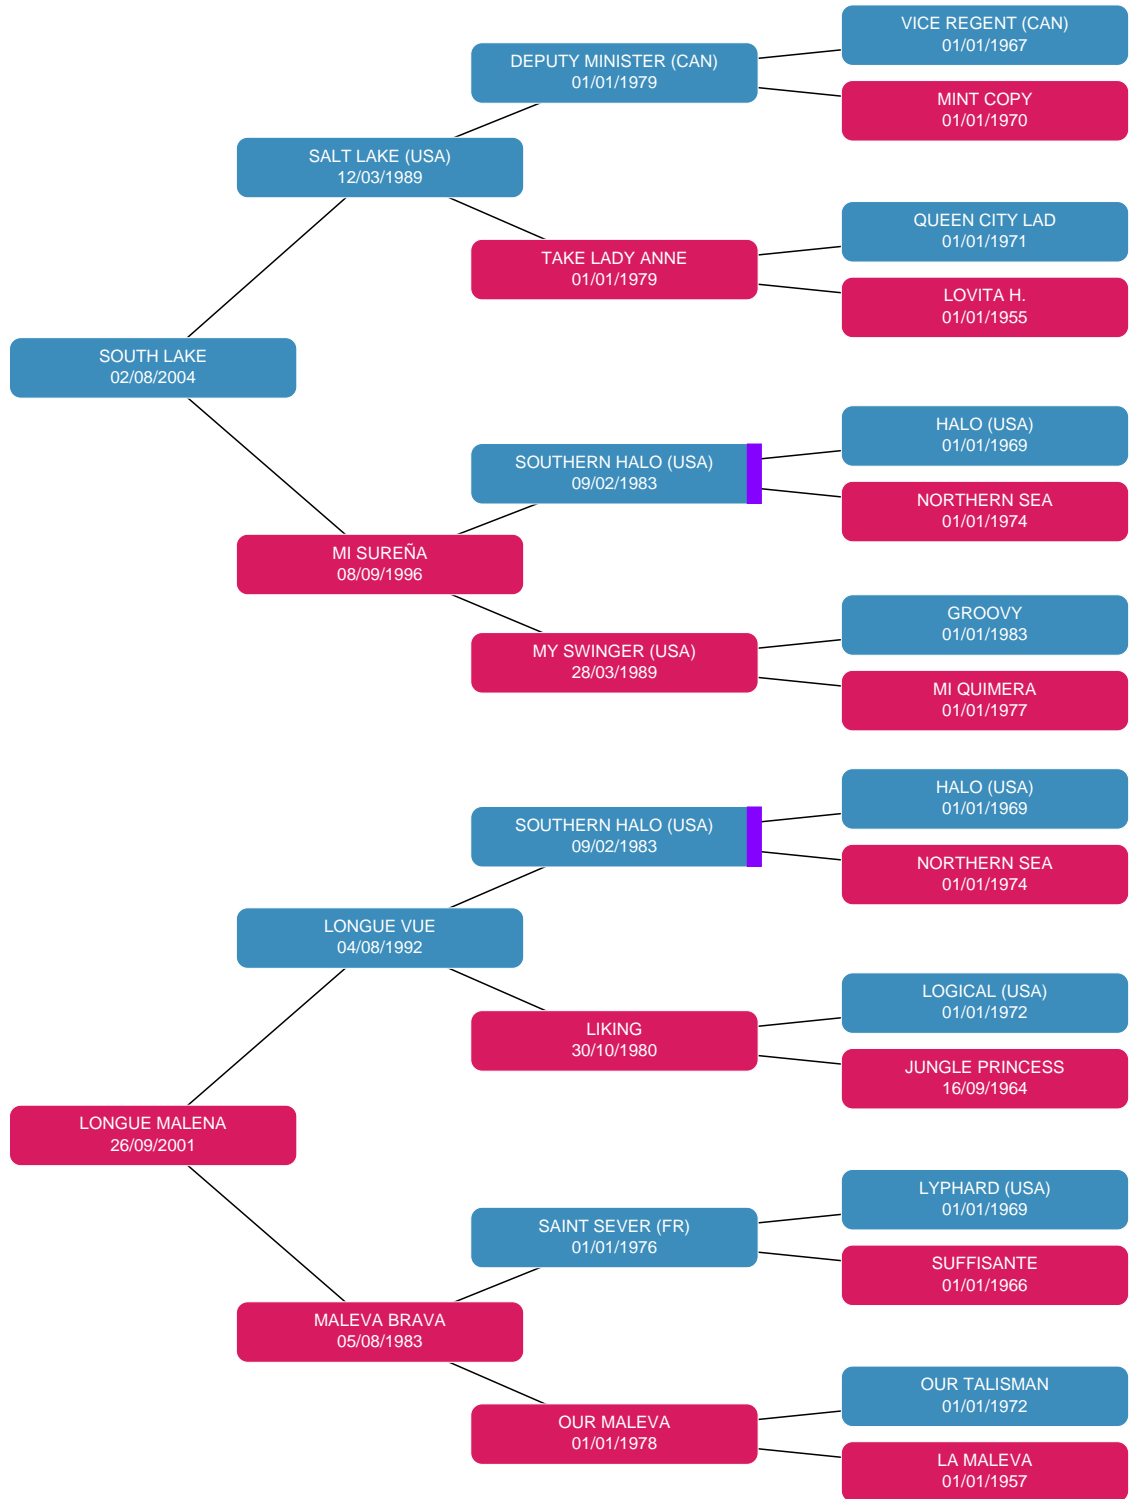 VICE REGENT (CAN)
01/01/1967
DEPUTY MINISTER (CAN)
01/01/1979
MINT COPY
01/01/1970
SALT LAKE (USA)
12/03/1989
QUEEN CITY LAD
01/01/1971
TAKE LADY ANNE
01/01/1979
LOVITA H.
01/01/1955
SOUTH LAKE
02/08/2004
HALO (USA)
01/01/1969
SOUTHERN HALO (USA)
09/02/1983
NORTHERN SEA
01/01/1974
MI SUREÑA
08/09/1996
GROOVY
01/01/1983
MY SWINGER (USA)
28/03/1989
MI QUIMERA
01/01/1977
HALO (USA)
01/01/1969
SOUTHERN HALO (USA)
09/02/1983
NORTHERN SEA
01/01/1974
LONGUE VUE
04/08/1992
LOGICAL (USA)
01/01/1972
LIKING
30/10/1980
JUNGLE PRINCESS
16/09/1964
LONGUE MALENA
26/09/2001
LYPHARD (USA)
01/01/1969
SAINT SEVER (FR)
01/01/1976
SUFFISANTE
01/01/1966
MALEVA BRAVA
05/08/1983
OUR TALISMAN
01/01/1972
OUR MALEVA
01/01/1978
LA MALEVA
01/01/1957